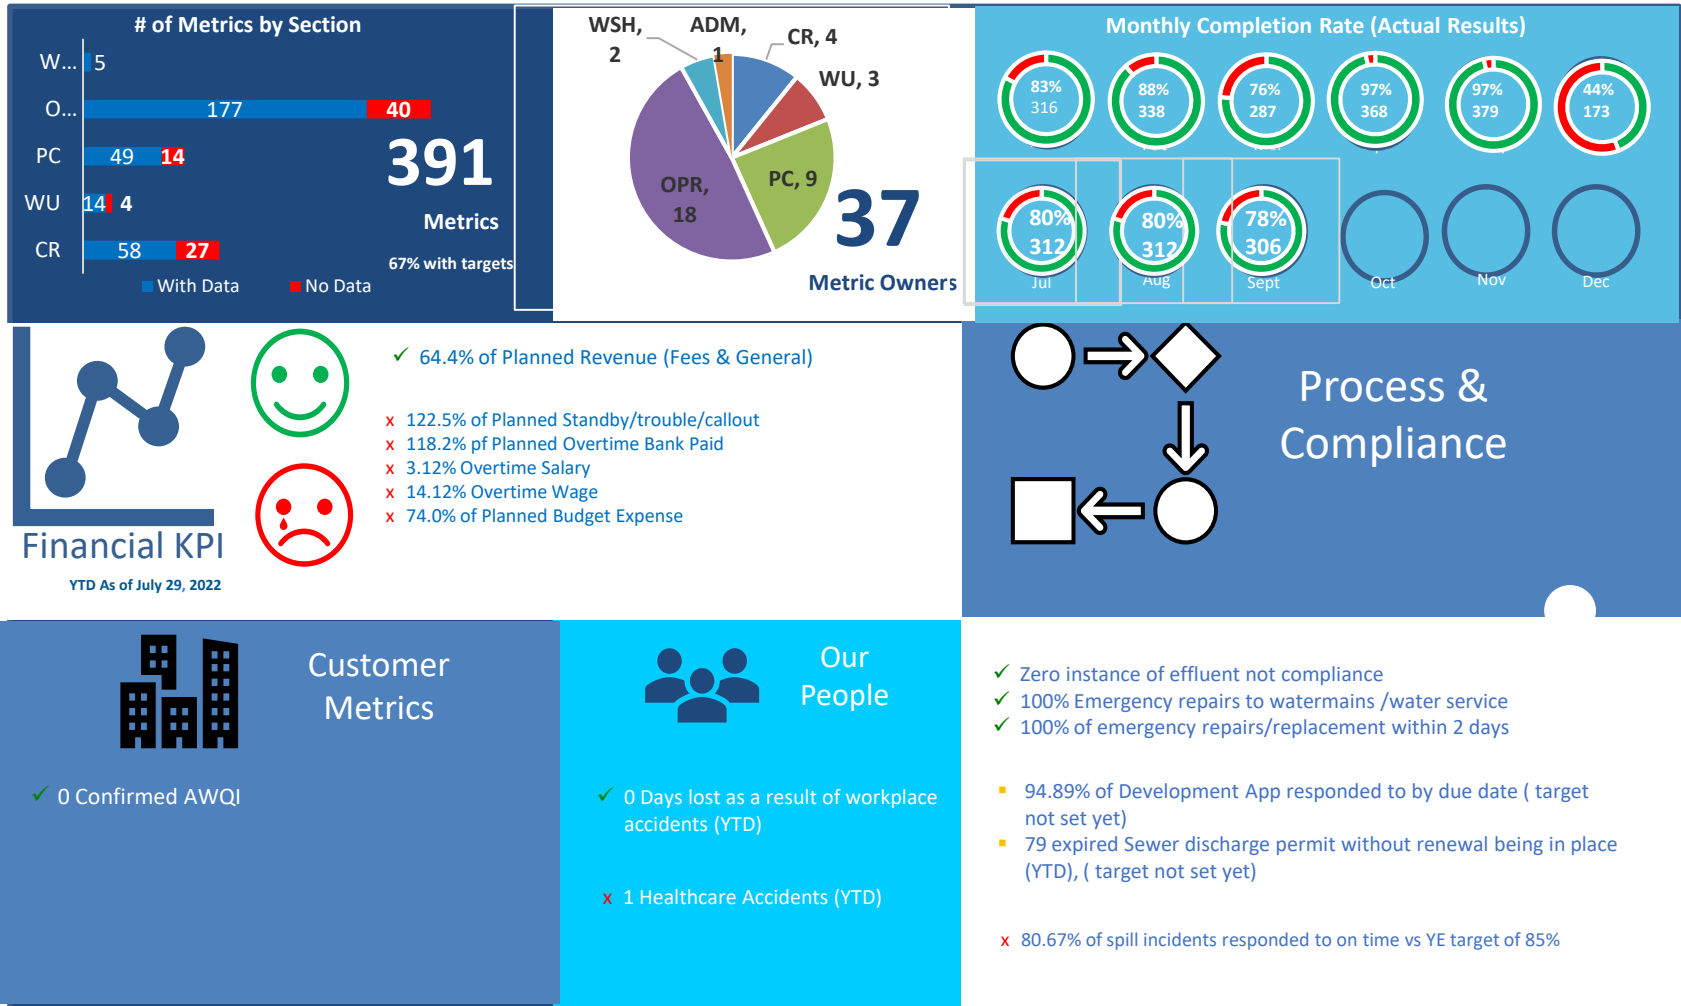 # of Metrics by Section
W...
5
O...
177
40
PC
49
14
WU
14
4
CR
58
27
With Data
No Data
391
Metrics
67% with targets
WSH,
2
ADM,
1
CR, 4
WU, 3
PC, 9
OPR,
18
37
Metric Owners
Monthly Completion Rate (Actual Results)
83%
316
88%
338
76%
287
97%
368
97%
379
44%
173
80%
312
80%
312
78%
306
Jul
Aug
Sept
Oct
Nov
Dec
Financial KPI
YTD As of July 29, 2022
✓ 64.4% of Planned Revenue (Fees & General)
x 122.5% of Planned Standby/trouble/callout
x 118.2% pf Planned Overtime Bank Paid
x 3.12% Overtime Salary
x 14.12% Overtime Wage
x 74.0% of Planned Budget Expense
Process &
Compliance
Customer
Metrics
✓ 0 Confirmed AWQI
Our
People
✓ 0 Days lost as a result of workplace
accidents (YTD)
x 1 Healthcare Accidents (YTD)
✓ Zero instance of effluent not compliance
✓ 100% Emergency repairs to watermains /water service
✓ 100% of emergency repairs/replacement within 2 days
▪ 94.89% of Development App responded to by due date ( target
not set yet)
▪ 79 expired Sewer discharge permit without renewal being in place
(YTD), ( target not set yet)
x 80.67% of spill incidents responded to on time vs YE target of 85%